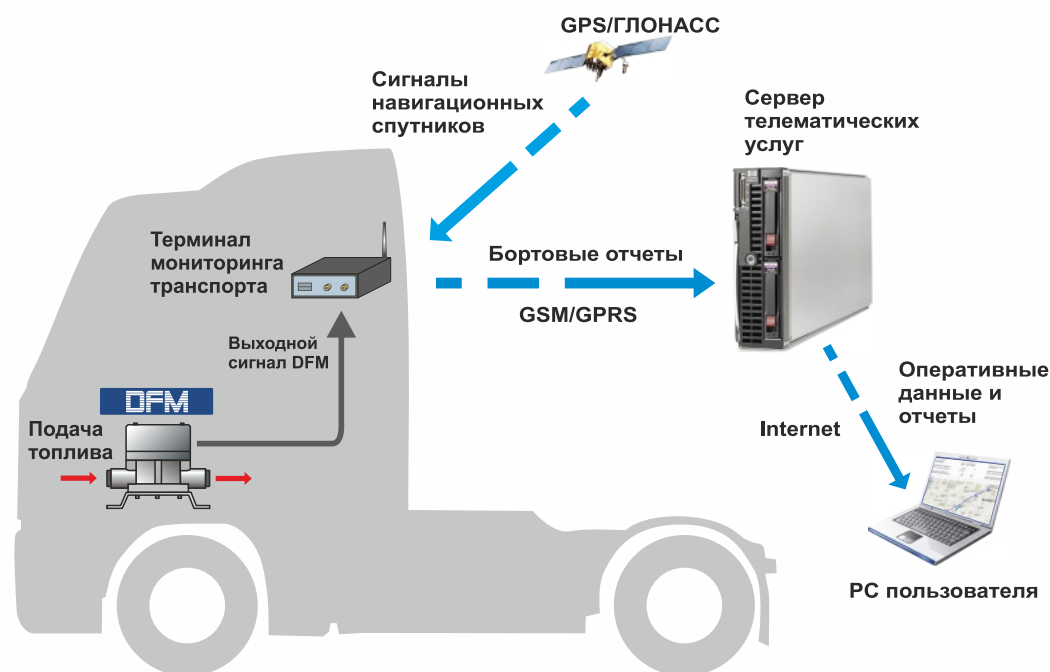 GPS/ГЛОНАСС
Сигналы
навигационных
спутников
Сервер
телематических
услуг
Терминал
мониторинга
транспорта
Бортовые отчеты
GSM/GPRS
Выходной
сигнал DFM
DFM
Подача
топлива
Оперативные
данные и
отчеты
Internet
PC пользователя